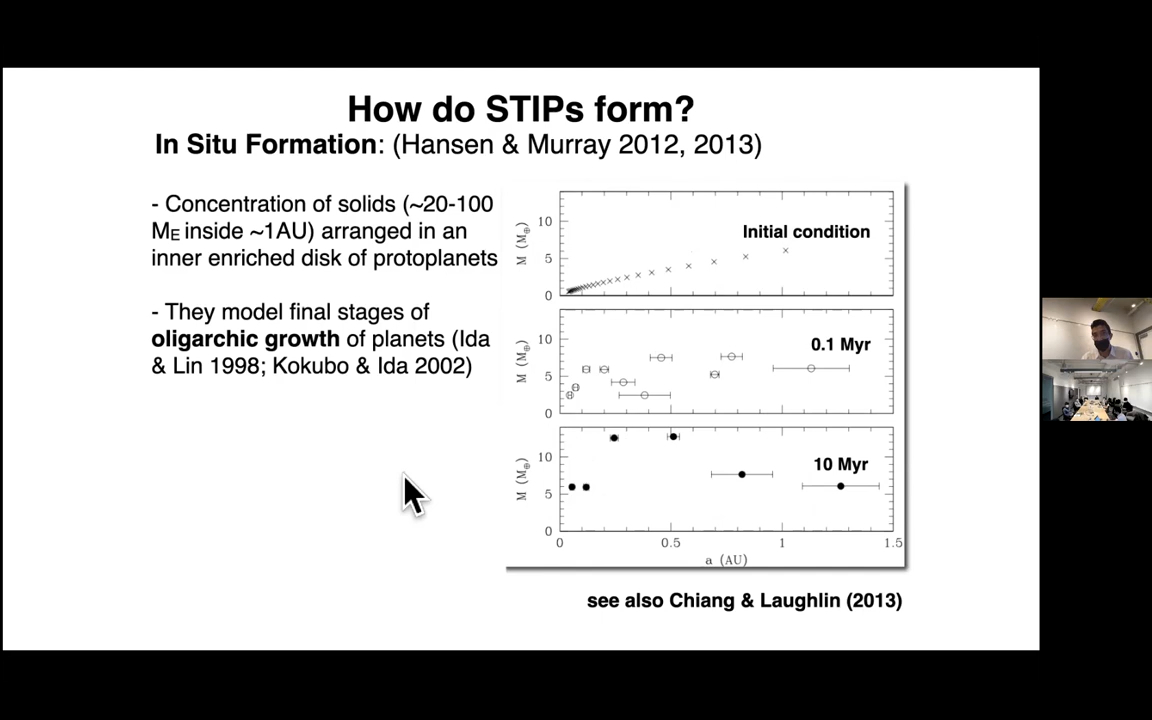 How do STIPs form?
In Situ Formation: (Hansen & Murray 2012, 2013)
- Concentration of solids (~20-100
ME inside ~1AU) arranged in an
inner enriched disk of protoplanets
- They model final stages of
oligarchic growth of planets (Ida
& Lin 1998; Kokubo & Ida 2002)
M (M⊕)
10
5
0
Initial condition
M (M⊕)
10
5
0
0.1 Myr
M (M⊕)
10
5
0
10 Myr
0
0.5
1
1.5
a (AU)
see also Chiang & Laughlin (2013)